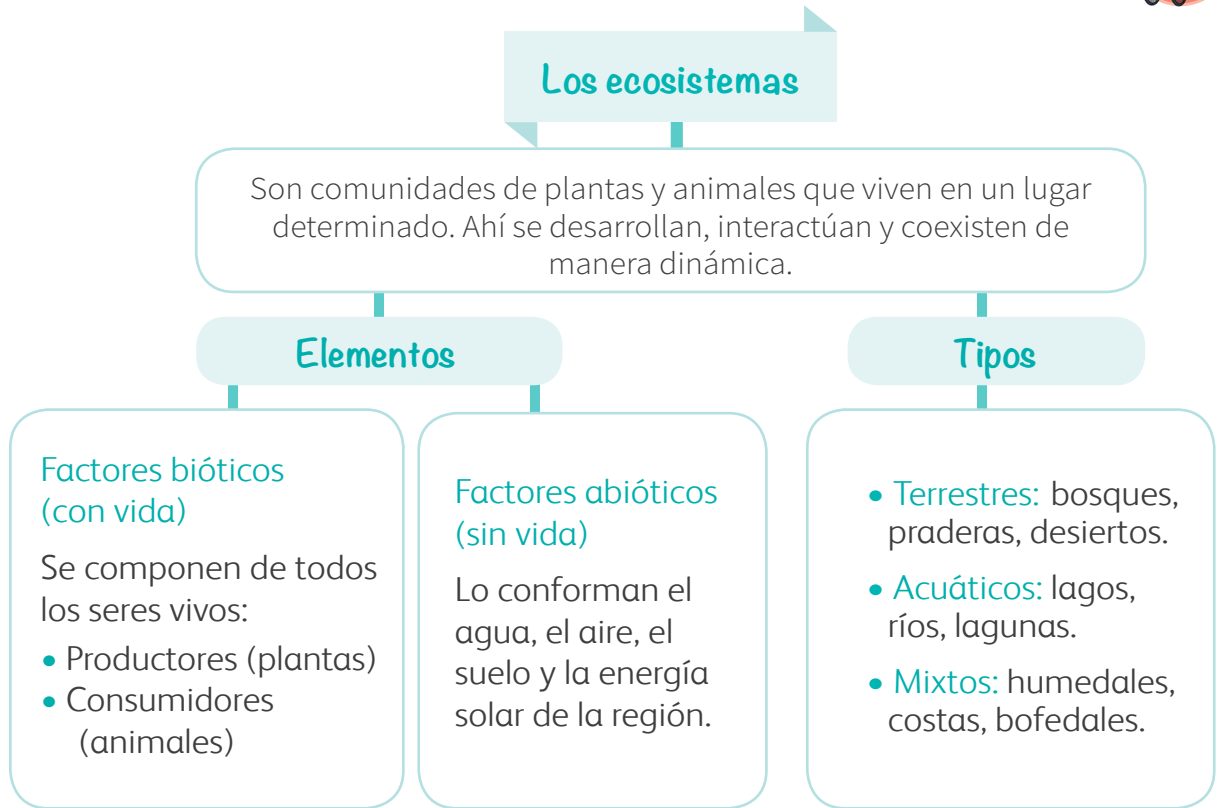 Los ecosistemas
Son comunidades de plantas y animales que viven en un lugar
determinado. Ahí se desarrollan, interactúan y coexisten de
manera dinámica.
Elementos
Factores bióticos
(con vida)
Se componen de todos
los seres vivos:
• Productores (plantas)
• Consumidores
(animales)
Factores abióticos
(sin vida)
Lo conforman el
agua, el aire, el
suelo y la energía
solar de la región.
Tipos
• Terrestres: bosques,
praderas, desiertos.
• Acuáticos: lagos,
ríos, lagunas.
• Mixtos: humedales,
costas, bofedales.